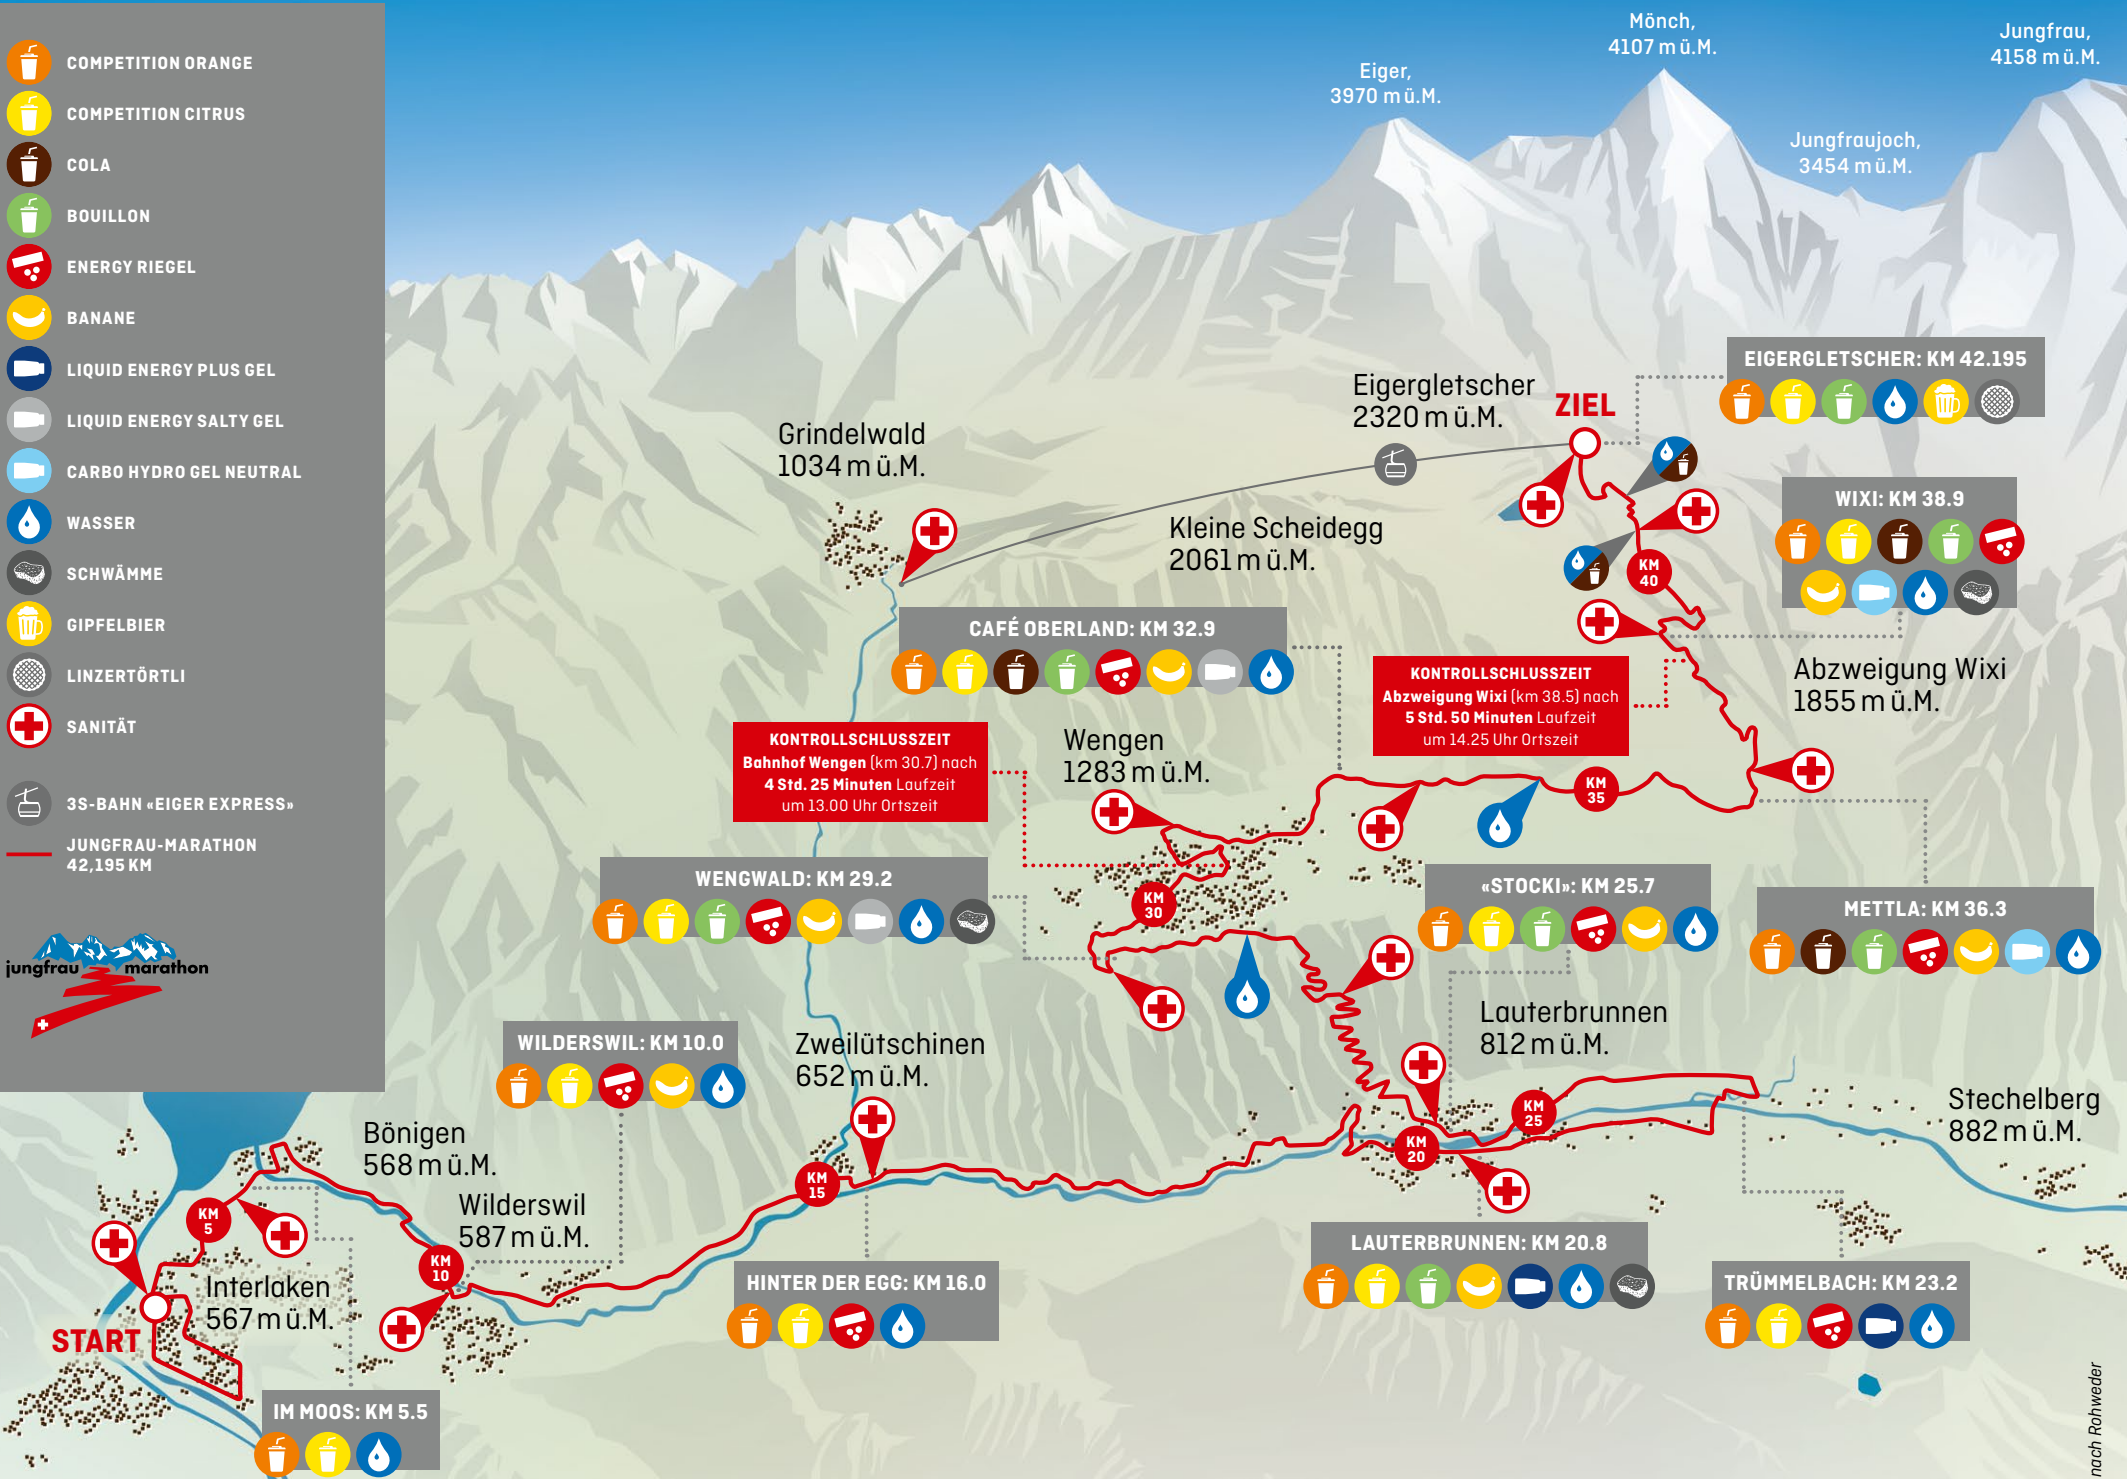 COMPETITION ORANGE
COMPETITION CITRUS
COLA
BOUILLON
ENERGY RIEGEL
BANANE
LIQUID ENERGY PLUS GEL
LIQUID ENERGY SALTY GEL
CARBO HYDRO GEL NEUTRAL
WASSER
SCHWÄMME
GIPFELBIER
LINZERTÖRTLI
SANITÄT
3S-BAHN «EIGER EXPRESS»
JUNGFRAU-MARATHON
42,195 KM
jungfrau marathon
Eiger,
3970 m ü.M.
Mönch,
4107 m ü.M.
Jungfraujoch,
3454 m ü.M.
Jungfrau,
4158 m ü.M.
Grindelwald
1034 m ü.M.
Eigergletscher
2320 m ü.M.
ZIEL
EIGERGLETSCHER: KM 42.195
Kleine Scheidegg
2061 m ü.M.
WIXI: KM 38.9
KM
40
CAFÉ OBERLAND: KM 32.9
KONTROLLSCHLUSSZEIT
Abzweigung Wixi (km 38.5) nach
5 Std. 50 Minuten Laufzeit
um 14.25 Uhr Ortszeit
Abzweigung Wixi
1855 m ü.M.
KONTROLLSCHLUSSZEIT
Bahnhof Wengen (km 30.7) nach
4 Std. 25 Minuten Laufzeit
um 13.00 Uhr Ortszeit
Wengen
1283 m ü.M.
KM
35
WENGWALD: KM 29.2
KM
30
«STOCKI»: KM 25.7
METTLA: KM 36.3
WILDERSWIL: KM 10.0
Zweilütschinen
652 m ü.M.
Lauterbrunnen
812 m ü.M.
Stechelberg
882 m ü.M.
KM
25
KM
20
Bönigen
568 m ü.M.
KM
15
Wilderswil
587 m ü.M.
KM
5
KM
10
Interlaken
567 m ü.M.
START
HINTER DER EGG: KM 16.0
LAUTERBRUNNEN: KM 20.8
TRÜMMELBACH: KM 23.2
IM MOOS: KM 5.5
nach Rohweder